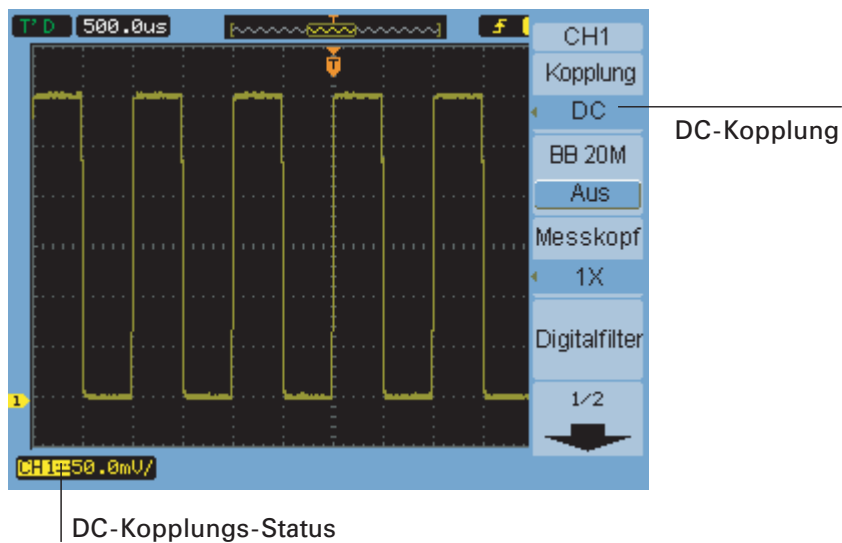 T'D 500.0us T CH1
T Kopplung
DC
DC-Kopplung
BB 20M
Aus
Messkopf
1X
Digitalfilter
1 1/2
CH1 50.0mV/
DC-Kopplungs-Status